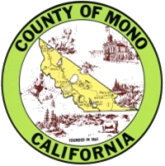 COUNTY OF MONO
CALIFORNIA
FOUNDED IN 1861